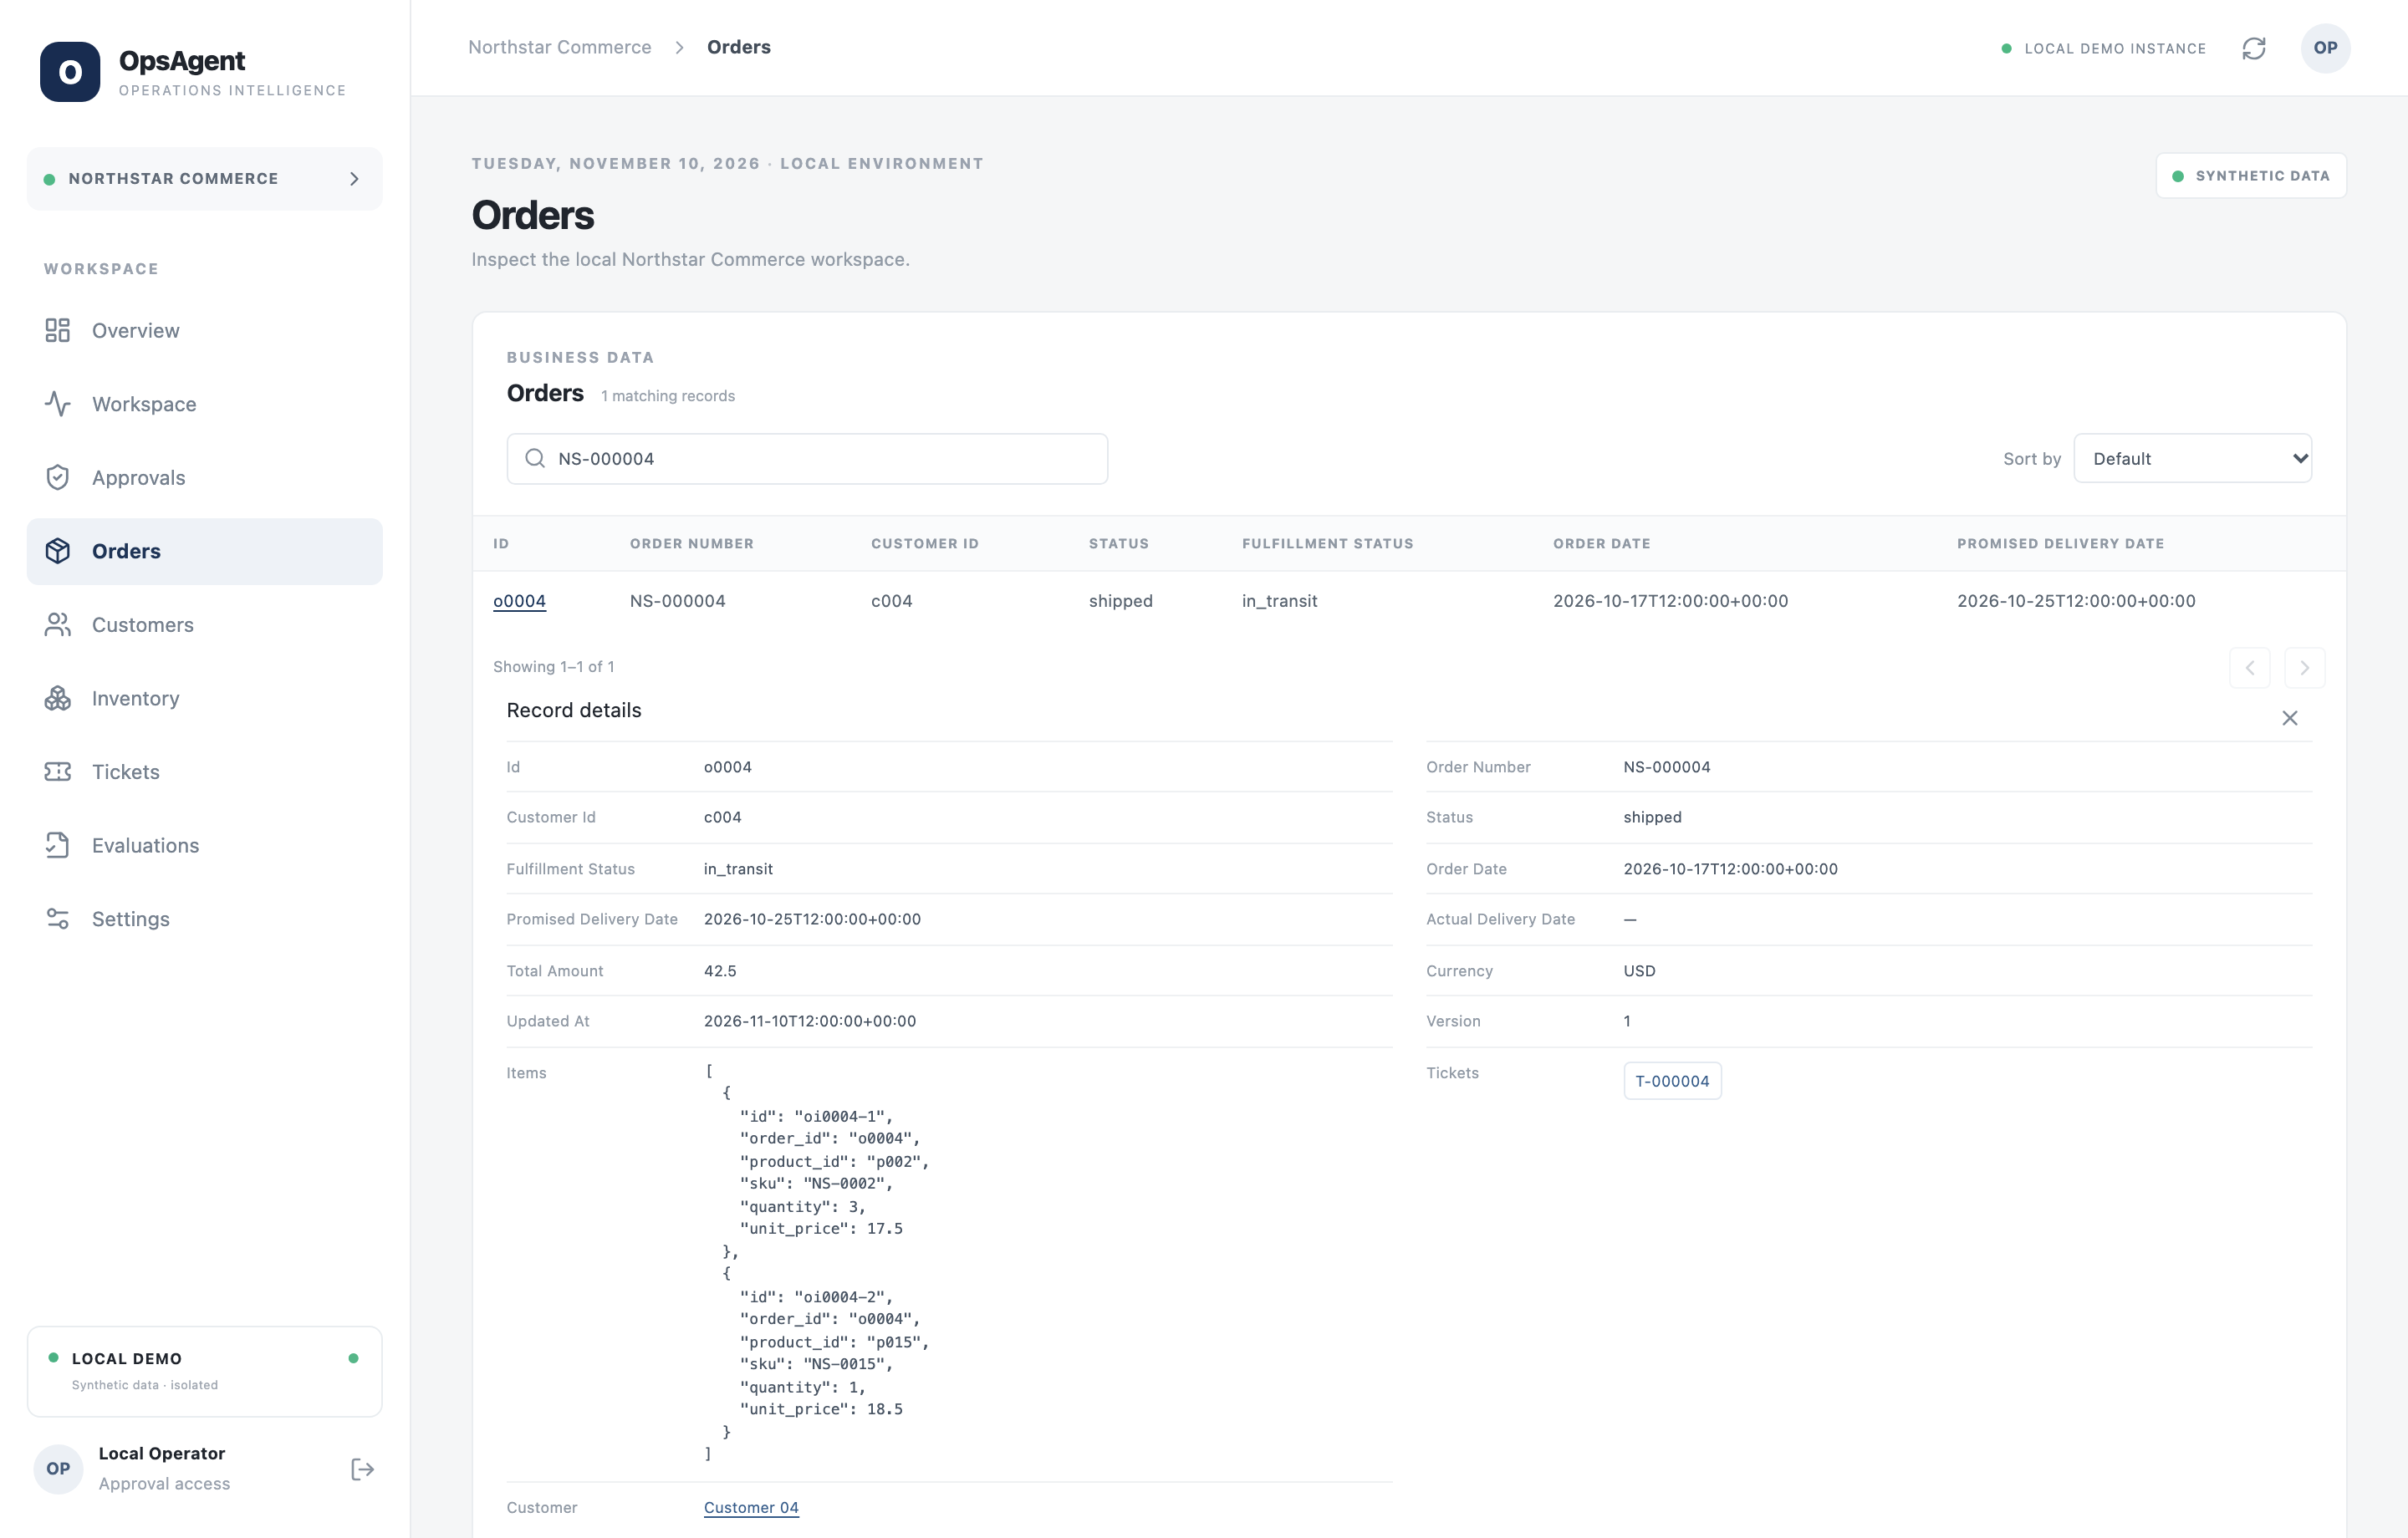 O
OpsAgent
OPERATIONS INTELLIGENCE
NORTHSTAR COMMERCE
WORKSPACE
Overview
Workspace
Approvals
Orders
Customers
Inventory
Tickets
Evaluations
Settings
LOCAL DEMO
Synthetic data · isolated
OP
Local Operator
Approval access
Northstar Commerce > Orders
LOCAL DEMO INSTANCE
OP
TUESDAY, NOVEMBER 10, 2026 · LOCAL ENVIRONMENT
SYNTHETIC DATA
Orders
Inspect the local Northstar Commerce workspace.
BUSINESS DATA
Orders 1 matching records
NS-000004
Sort by Default
ID ORDER NUMBER CUSTOMER ID STATUS FULFILLMENT STATUS ORDER DATE PROMISED DELIVERY DATE
o0004 NS-000004 c004 shipped in_transit 2026-10-17T12:00:00+00:00 2026-10-25T12:00:00+00:00
Showing 1–1 of 1
Record details
Id o0004 Order Number NS-000004
Customer Id c004 Status shipped
Fulfillment Status in_transit Order Date 2026-10-17T12:00:00+00:00
Promised Delivery Date 2026-10-25T12:00:00+00:00 Actual Delivery Date —
Total Amount 42.5 Currency USD
Updated At 2026-11-10T12:00:00+00:00 Version 1
Items [ Tickets T-000004
{
"id": "oi0004-1",
"order_id": "o0004",
"product_id": "p002",
"sku": "NS-0002",
"quantity": 3,
"unit_price": 17.5
},
{
"id": "oi0004-2",
"order_id": "o0004",
"product_id": "p015",
"sku": "NS-0015",
"quantity": 1,
"unit_price": 18.5
}
]
Customer Customer 04